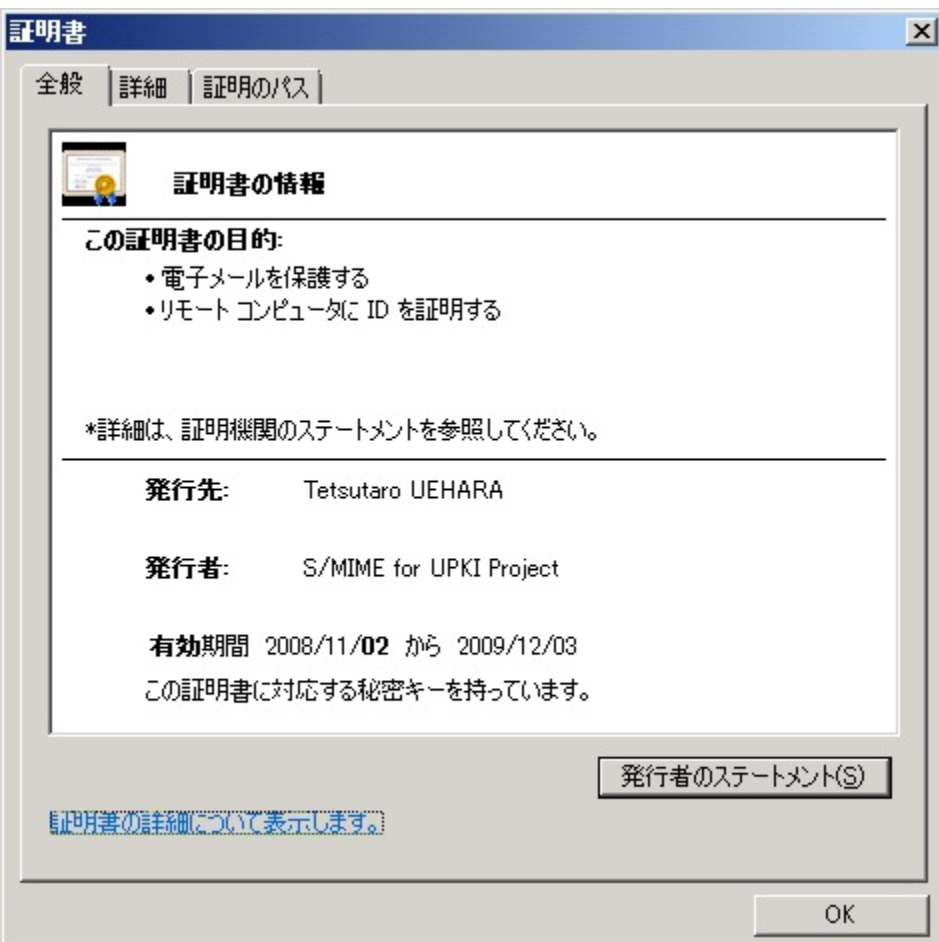 証明書
全般 詳細 証明のパス
証明書の情報
この証明書の目的:
• 電子メールを保護する
• リモート コンピュータに ID を証明する
*詳細は、証明機関のステートメントを参照してください。
発行先: Tetsutaro UEHARA
発行者: S/MIME for UPKI Project
有効期間 2008/11/02 から 2009/12/03
この証明書に対応する秘密キーを持っています。
発行者のステートメント(S)
証明書の詳細について表示します。
OK